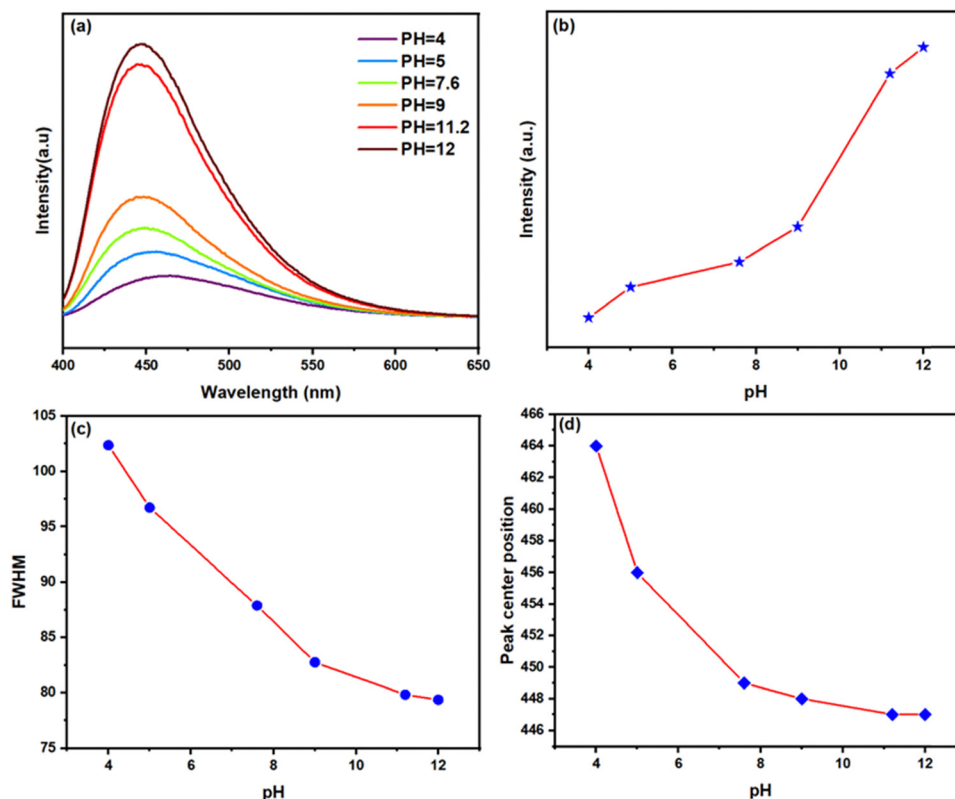 (a)
PH=4
PH=5
PH=7.6
PH=9
PH=11.2
PH=12
Intensity(a.u)
400 450 500 550 600 650
Wavelength (nm)
(b)
Intensity (a.u.)
4 6 8 10 12
pH
(c)
105
100
95
90
85
80
75
FWHM
4 6 8 10 12
pH
(d)
466
464
462
460
458
456
454
452
450
448
446
Peak center position
4 6 8 10 12
pH